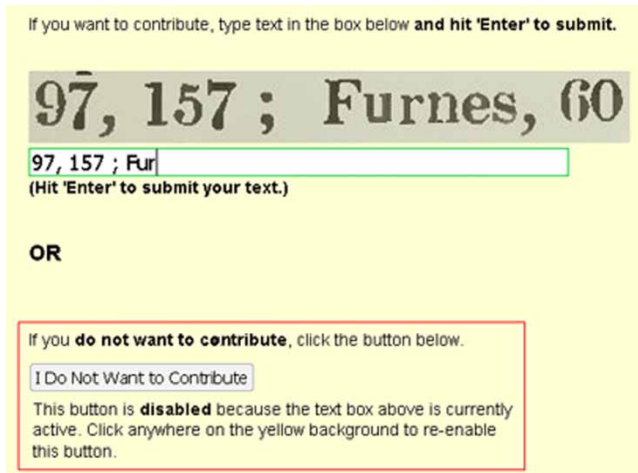 If you want to contribute, type text in the box below and hit 'Enter' to submit.
97, 157 ; Furnes, 60
97, 157 ; Fur
(Hit 'Enter' to submit your text.)
OR
If you do not want to contribute, click the button below.
I Do Not Want to Contribute
This button is disabled because the text box above is currently
active. Click anywhere on the yellow background to re-enable
this button.